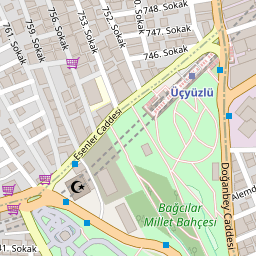 748. Sokak
747. Sokak
746. Sokak
761. Sokak
759. Sokak
756. Sokak
753. Sokak
752. Sokak
Üçyüzlü
Esenler Caddesi
Doğanbey Caddesi
Bağcılar
Millet Bahçesi
Alemd
41. Sokak